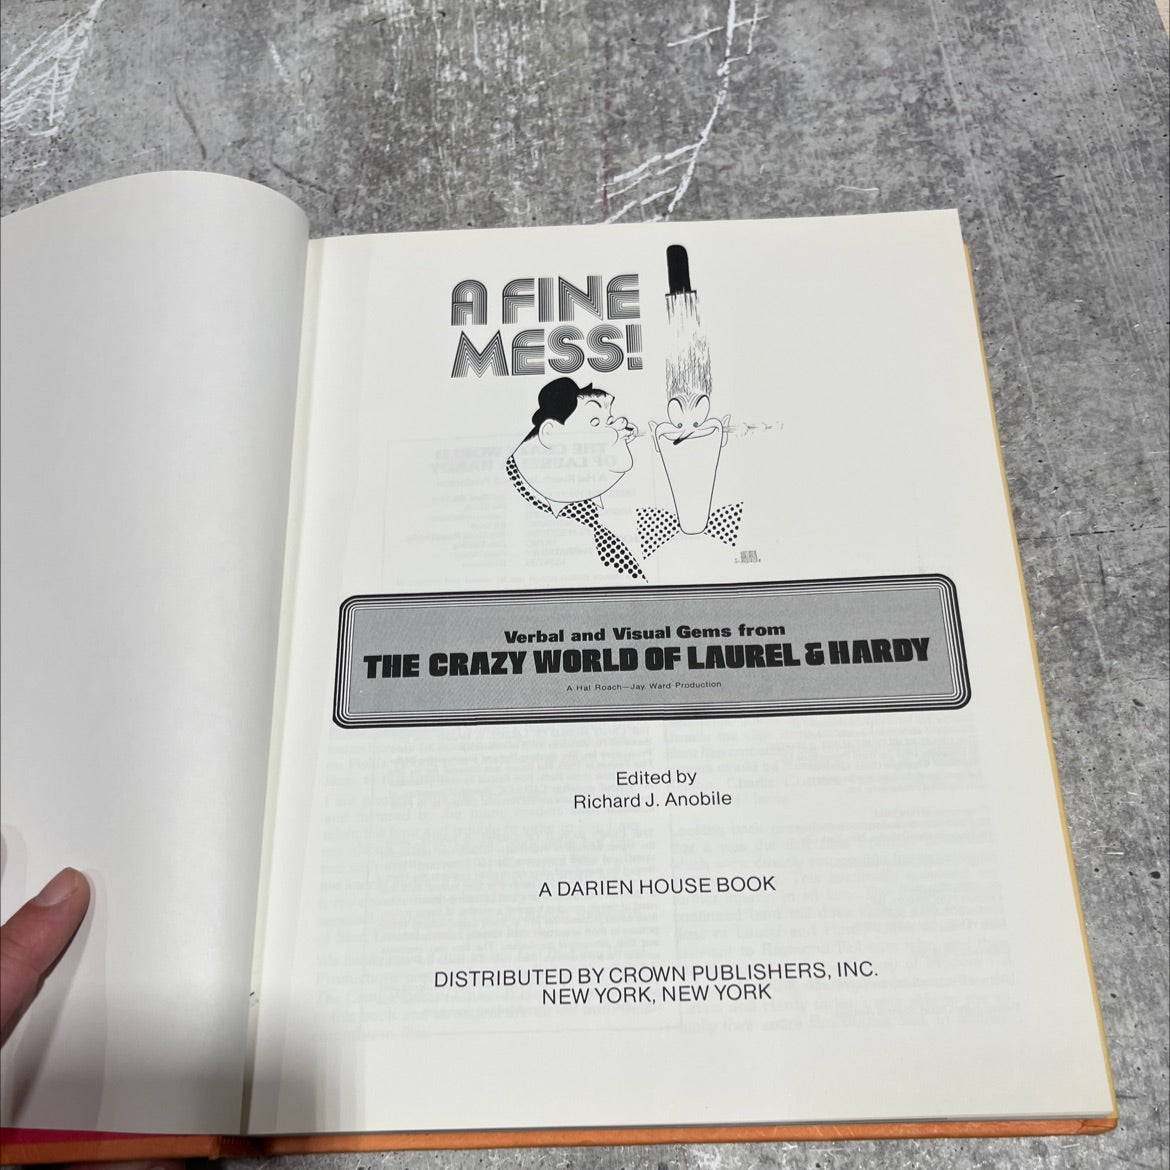 A FINE
MESS!
Verbal and Visual Gems from
THE CRAZY WORLD OF LAUREL & HARDY
A Hal Roach—Jay Ward Production
Edited by
Richard J. Anobile
A DARIEN HOUSE BOOK
DISTRIBUTED BY CROWN PUBLISHERS, INC.
NEW YORK, NEW YORK